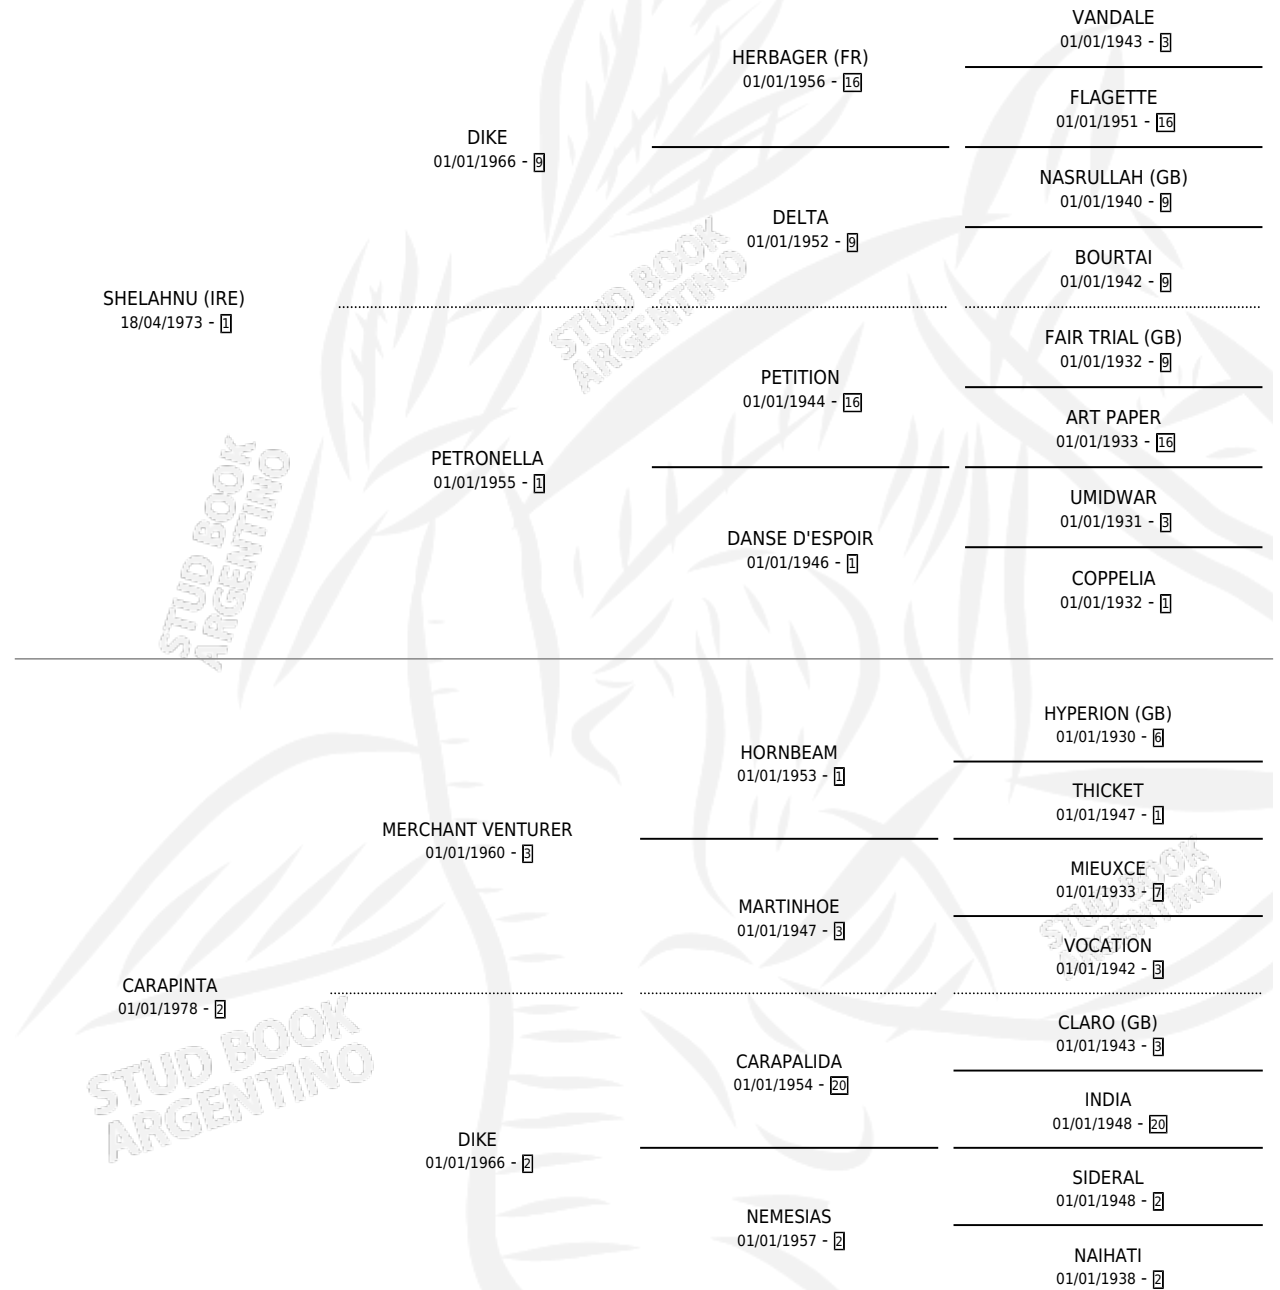 VANDALE
01/01/1943 - 3
HERBAGER (FR)
01/01/1956 - 16
FLAGETTE
01/01/1951 - 16
DIKE
01/01/1966 - 9
NASRULLAH (GB)
01/01/1940 - 9
DELTA
01/01/1952 - 9
BOURTAI
01/01/1942 - 9
SHELAHNU (IRE)
18/04/1973 - 1
STUD BOOK
ARGENTINO
FAIR TRIAL (GB)
01/01/1932 - 9
PETITION
01/01/1944 - 16
ART PAPER
01/01/1933 - 16
PETRONELLA
01/01/1955 - 1
UMIDWAR
01/01/1931 - 3
DANSE D'ESPOIR
01/01/1946 - 1
COPPELIA
01/01/1932 - 1
STUD BOOK
ARGENTINO
HYPERION (GB)
01/01/1930 - 6
HORNBEAM
01/01/1953 - 1
THICKET
01/01/1947 - 1
MERCHANT VENTURER
01/01/1960 - 3
MIEUXCE
01/01/1933 - 7
MARTINHOE
01/01/1947 - 3
VOCATION
01/01/1942 - 3
STUD BOOK
ARGENTINO
CARAPINTA
01/01/1978 - 2
CLARO (GB)
01/01/1943 - 3
CARAPALIDA
01/01/1954 - 20
INDIA
01/01/1948 - 20
STUD BOOK
ARGENTINO
DIKE
01/01/1966 - 2
SIDERAL
01/01/1948 - 2
NEMESIAS
01/01/1957 - 2
NAIHATI
01/01/1938 - 2